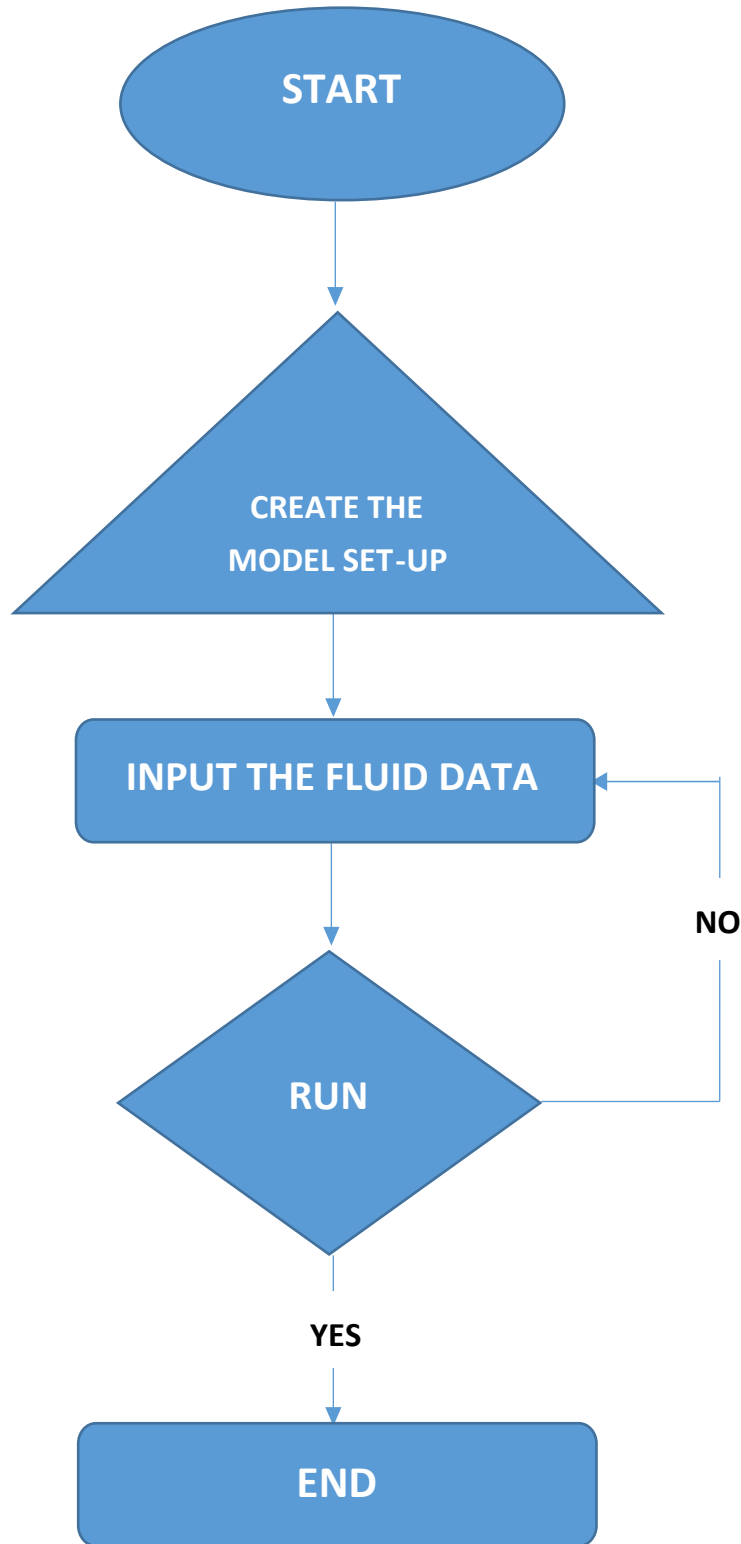 START
CREATE THE
MODEL SET-UP
INPUT THE FLUID DATA
NO
RUN
YES
END